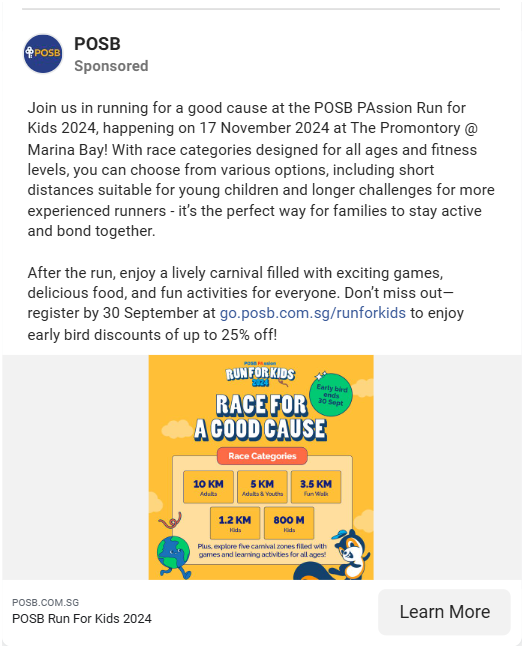 POSB
POSB
Sponsored
Join us in running for a good cause at the POSB PAssion Run for
Kids 2024, happening on 17 November 2024 at The Promontory @
Marina Bay! With race categories designed for all ages and fitness
levels, you can choose from various options, including short
distances suitable for young children and longer challenges for more
experienced runners - it’s the perfect way for families to stay active
and bond together.
After the run, enjoy a lively carnival filled with exciting games,
delicious food, and fun activities for everyone. Don’t miss out—
register by 30 September at go.posb.com.sg/runforkids to enjoy
early bird discounts of up to 25% off!
POSB PAssion
RUN FOR KIDS
2024
Early bird
ends
30 Sept
RACE FOR
A GOOD CAUSE
Race Categories
10 KM
Adults
5 KM
Adults & Youths
3.5 KM
Fun Walk
1.2 KM
Kids
800 M
Kids
Plus, explore five carnival zones filled with
games and learning activities for all ages!
POSB.COM.SG
POSB Run For Kids 2024
Learn More